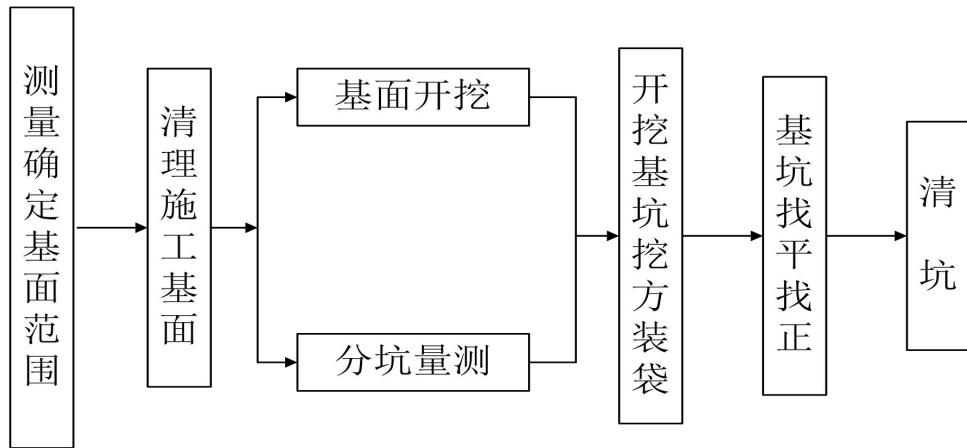 测量确定基面范围
清理施工基面
基面开挖
分坑量测
开挖基坑挖方装袋
基坑找平找正
清坑